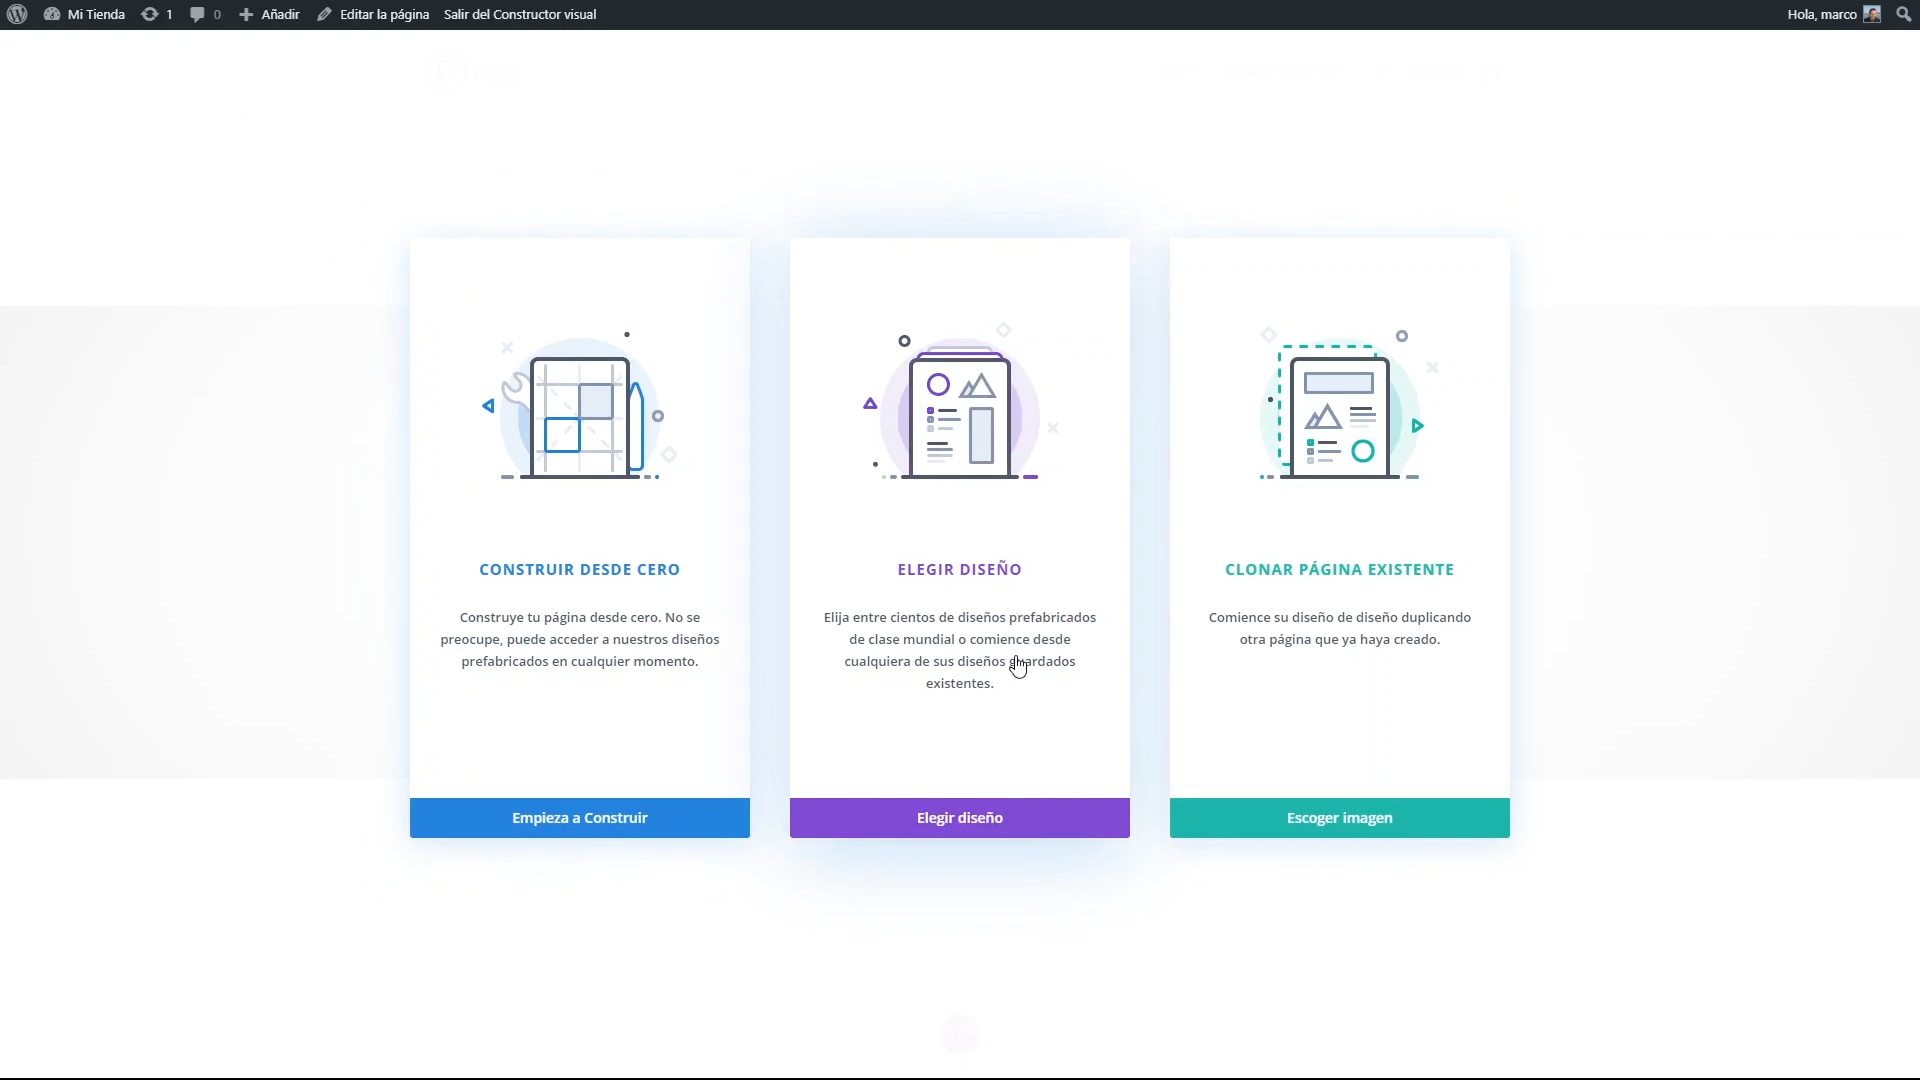 Mi Tienda 1 0 Añadir Editar la página Salir del Constructor visual Hola, marco
CONSTRUIR DESDE CERO
Construye tu página desde cero. No se
preocupe, puede acceder a nuestros diseños
prefabricados en cualquier momento.
Empieza a Construir
ELEGIR DISEÑO
Elija entre cientos de diseños prefabricados
de clase mundial o comience desde
cualquiera de sus diseños guardados
existentes.
Elegir diseño
CLONAR PÁGINA EXISTENTE
Comience su diseño de diseño duplicando
otra página que ya haya creado.
Escoger imagen